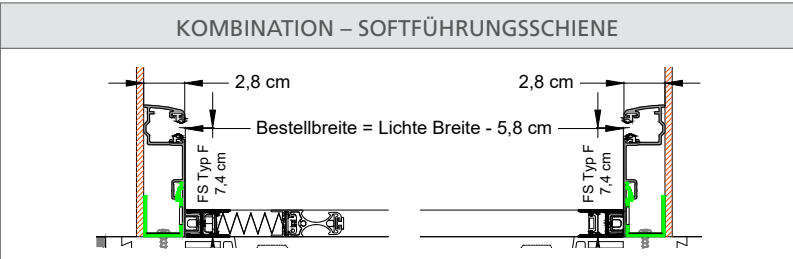 KOMBINATION – SOFTFÜHRUNGSSCHIENE
2,8 cm
2,8 cm
Bestellbreite = Lichte Breite - 5,8 cm
FS Typ F
7,4 cm
FS Typ F
7,4 cm